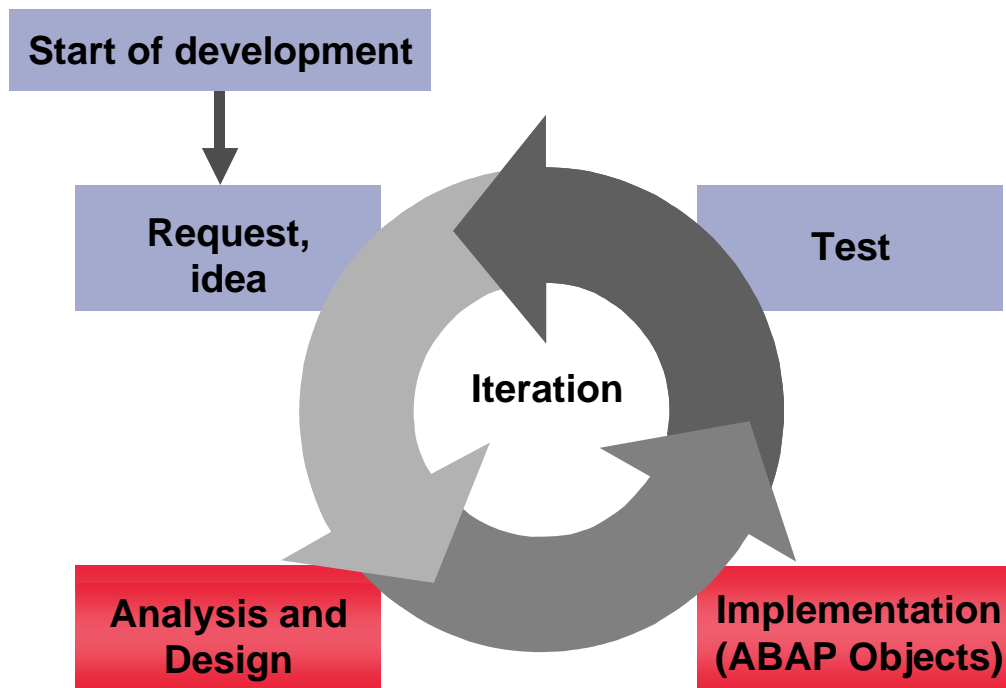 Start of development
Request,
idea
Test
Iteration
Analysis and
Design
Implementation
(ABAP Objects)